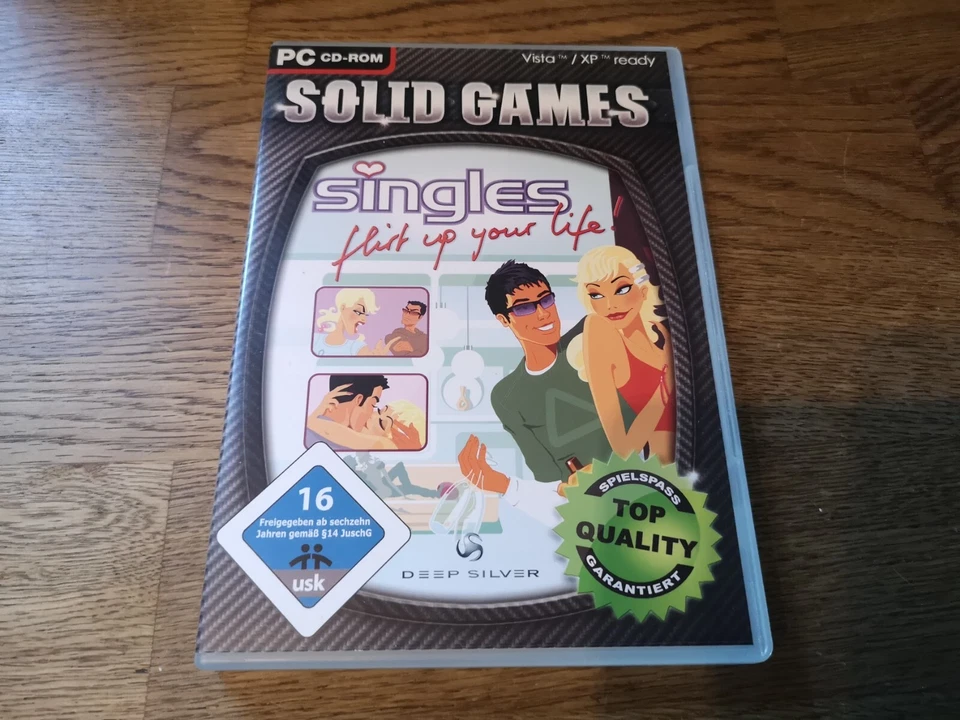 PC CD-ROM
Vista™ / XP™ ready
SOLID GAMES
singles
flirt up your life!
16
Freigegeben ab sechzehn
Jahren gemäß §14 JuschG
usk
DEEP SILVER
SPIELSPASS
TOP
QUALITY
GARANTIERT